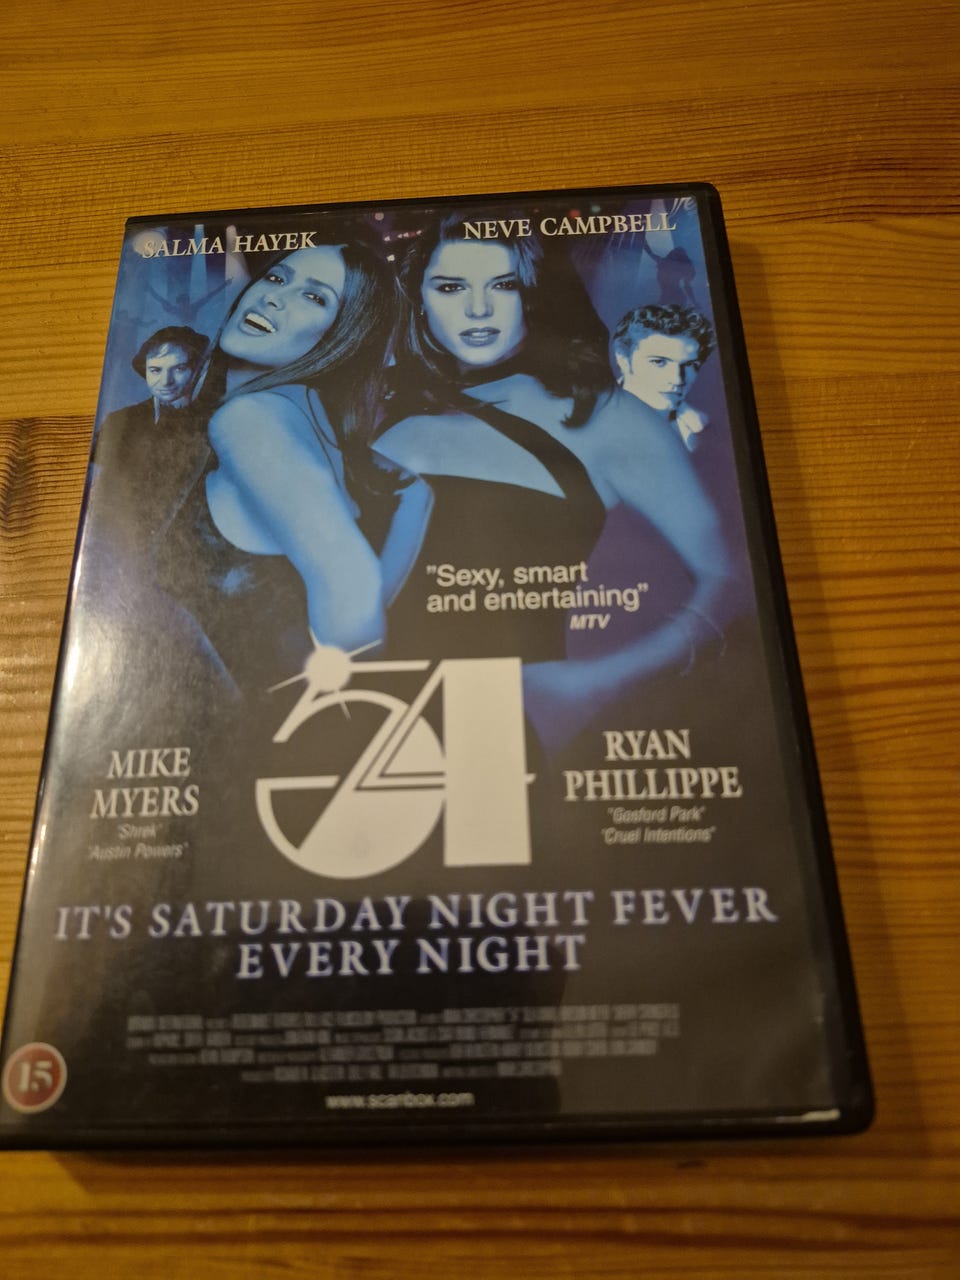 SALMA HAYEK
NEVE CAMPBELL
"Sexy, smart
and entertaining"
MTV
54
MIKE
MYERS
"Shrek"
"Austin Powers"
RYAN
PHILLIPPE
"Gosford Park"
"Cruel Intentions"
IT'S SATURDAY NIGHT FEVER
EVERY NIGHT
www.scanbox.com
15